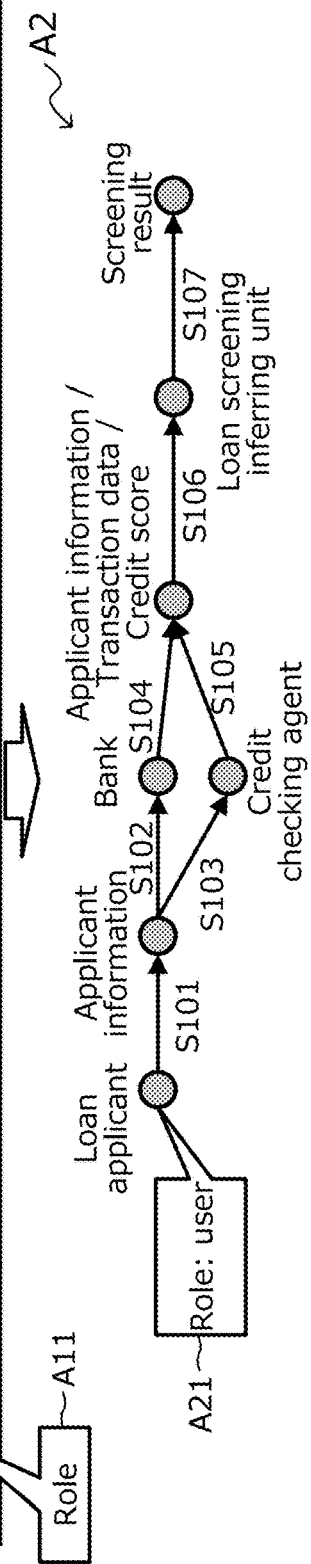 Role
A11
A2
Loan
applicant
Applicant
information
Bank
Applicant information /
Transaction data /
Credit score
Screening
result
S101
S102
S103
S104
S105
S106
S107
Credit
checking agent
Loan screening
inferring unit
Role: user
A21